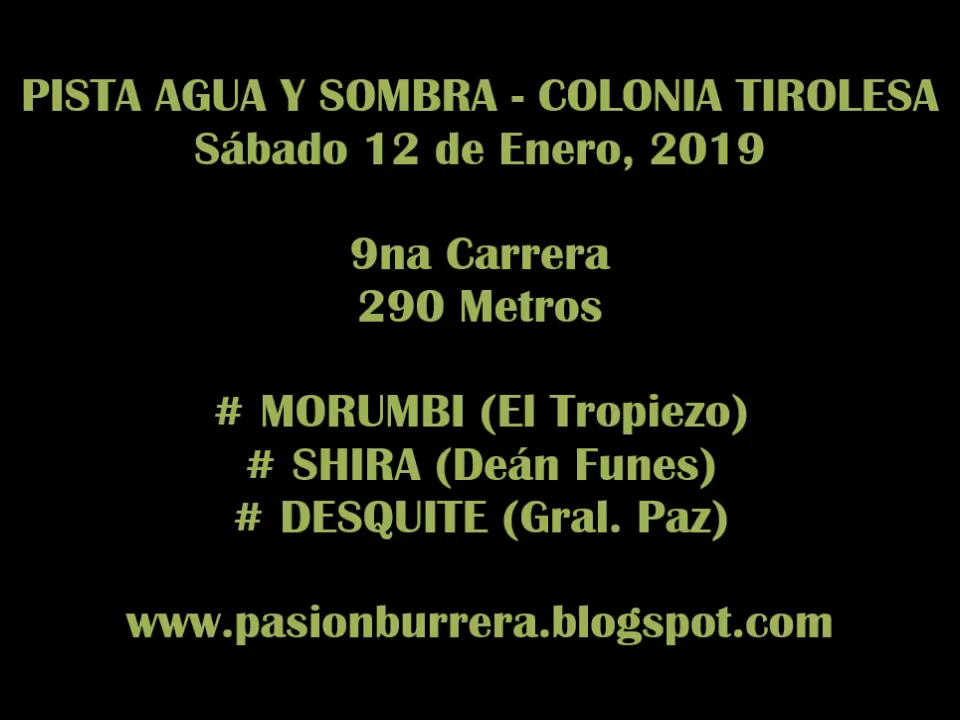 PISTA AGUA Y SOMBRA - COLONIA TIROLESA
Sábado 12 de Enero, 2019
9na Carrera
290 Metros
# MORUMBI (El Tropiezo)
# SHIRA (Deán Funes)
# DESQUITE (Gral. Paz)
www.pasionburrera.blogspot.com